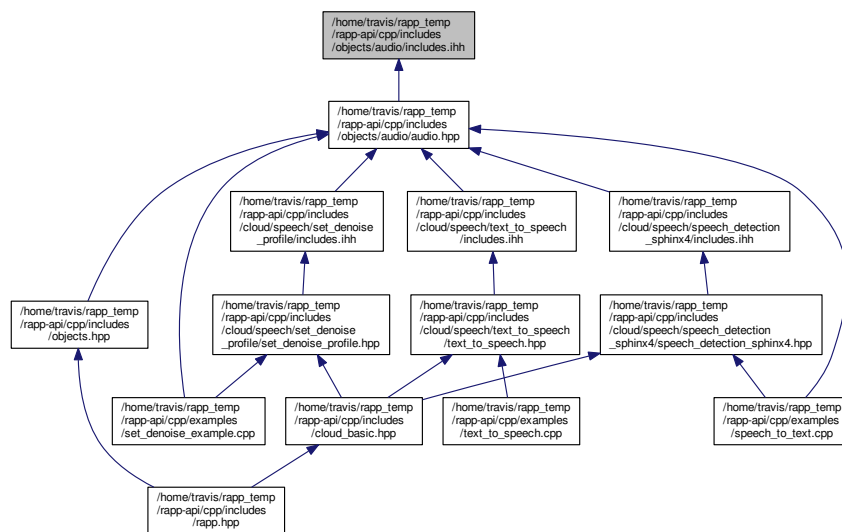 /home/travis/rapp_temp
/rapp-api/cpp/includes
/objects/audio/includes.ihh
/home/travis/rapp_temp
/rapp-api/cpp/includes
/objects/audio/audio.hpp
/home/travis/rapp_temp
/rapp-api/cpp/includes
/cloud/speech/set_denoise
_profile/includes.ihh
/home/travis/rapp_temp
/rapp-api/cpp/includes
/cloud/speech/text_to_speech
/includes.ihh
/home/travis/rapp_temp
/rapp-api/cpp/includes
/cloud/speech/speech_detection
_sphinx4/includes.ihh
/home/travis/rapp_temp
/rapp-api/cpp/includes
/objects.hpp
/home/travis/rapp_temp
/rapp-api/cpp/includes
/cloud/speech/set_denoise
_profile/set_denoise_profile.hpp
/home/travis/rapp_temp
/rapp-api/cpp/includes
/cloud/speech/text_to_speech
/text_to_speech.hpp
/home/travis/rapp_temp
/rapp-api/cpp/includes
/cloud/speech/speech_detection
_sphinx4/speech_detection_sphinx4.hpp
/home/travis/rapp_temp
/rapp-api/cpp/examples
/set_denoise_example.cpp
/home/travis/rapp_temp
/rapp-api/cpp/includes
/cloud_basic.hpp
/home/travis/rapp_temp
/rapp-api/cpp/examples
/text_to_speech.cpp
/home/travis/rapp_temp
/rapp-api/cpp/examples
/speech_to_text.cpp
/home/travis/rapp_temp
/rapp-api/cpp/includes
/rapp.hpp